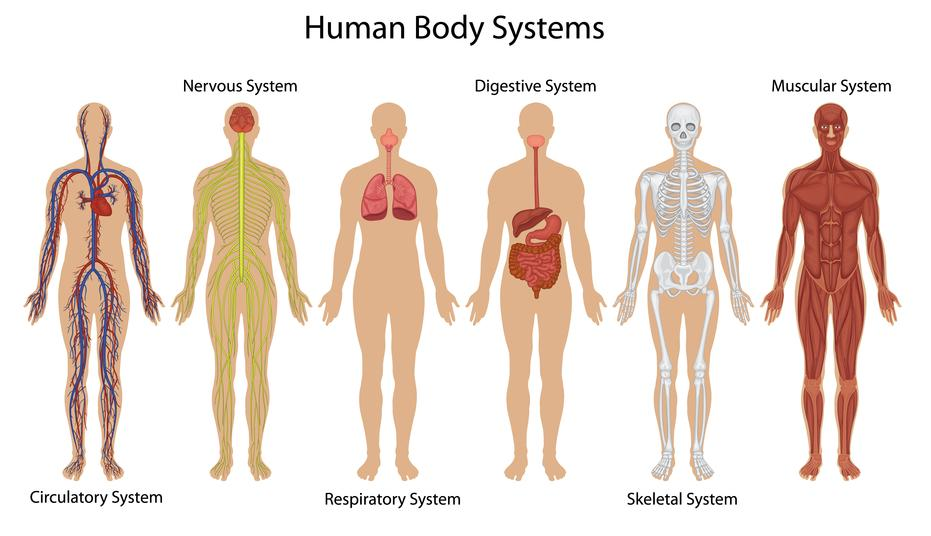 Human Body Systems
Nervous System
Digestive System
Muscular System
Circulatory System
Respiratory System
Skeletal System